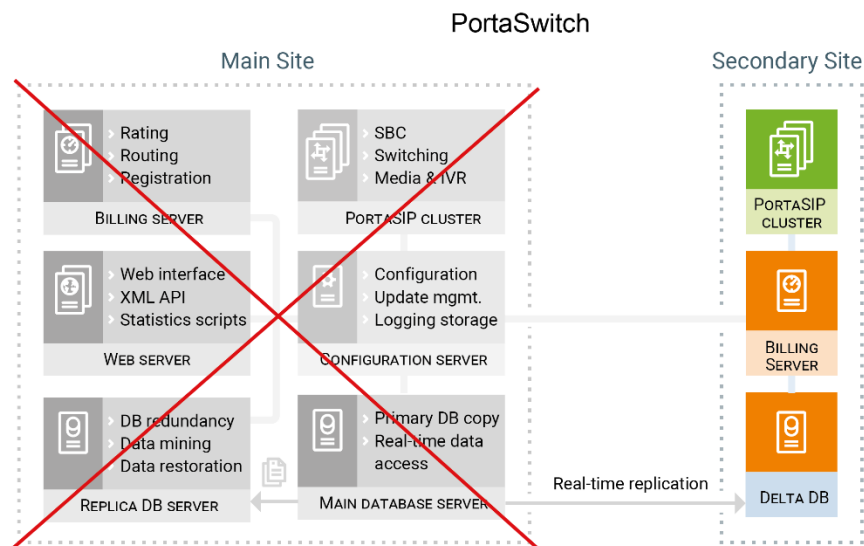 PortaSwitch
Main Site
Secondary Site
Rating
Routing
Registration
BILLING SERVER
SBC
Switching
Media & IVR
PORTASIP CLUSTER
Web interface
XML API
Statistics scripts
WEB SERVER
Configuration
Update mgmt.
Logging storage
CONFIGURATION SERVER
DB redundancy
Data mining
Data restoration
REPLICA DB SERVER
Primary DB copy
Real-time data
access
MAIN DATABASE SERVER
Real-time replication
PORTASIP
CLUSTER
BILLING
SERVER
DELTA DB